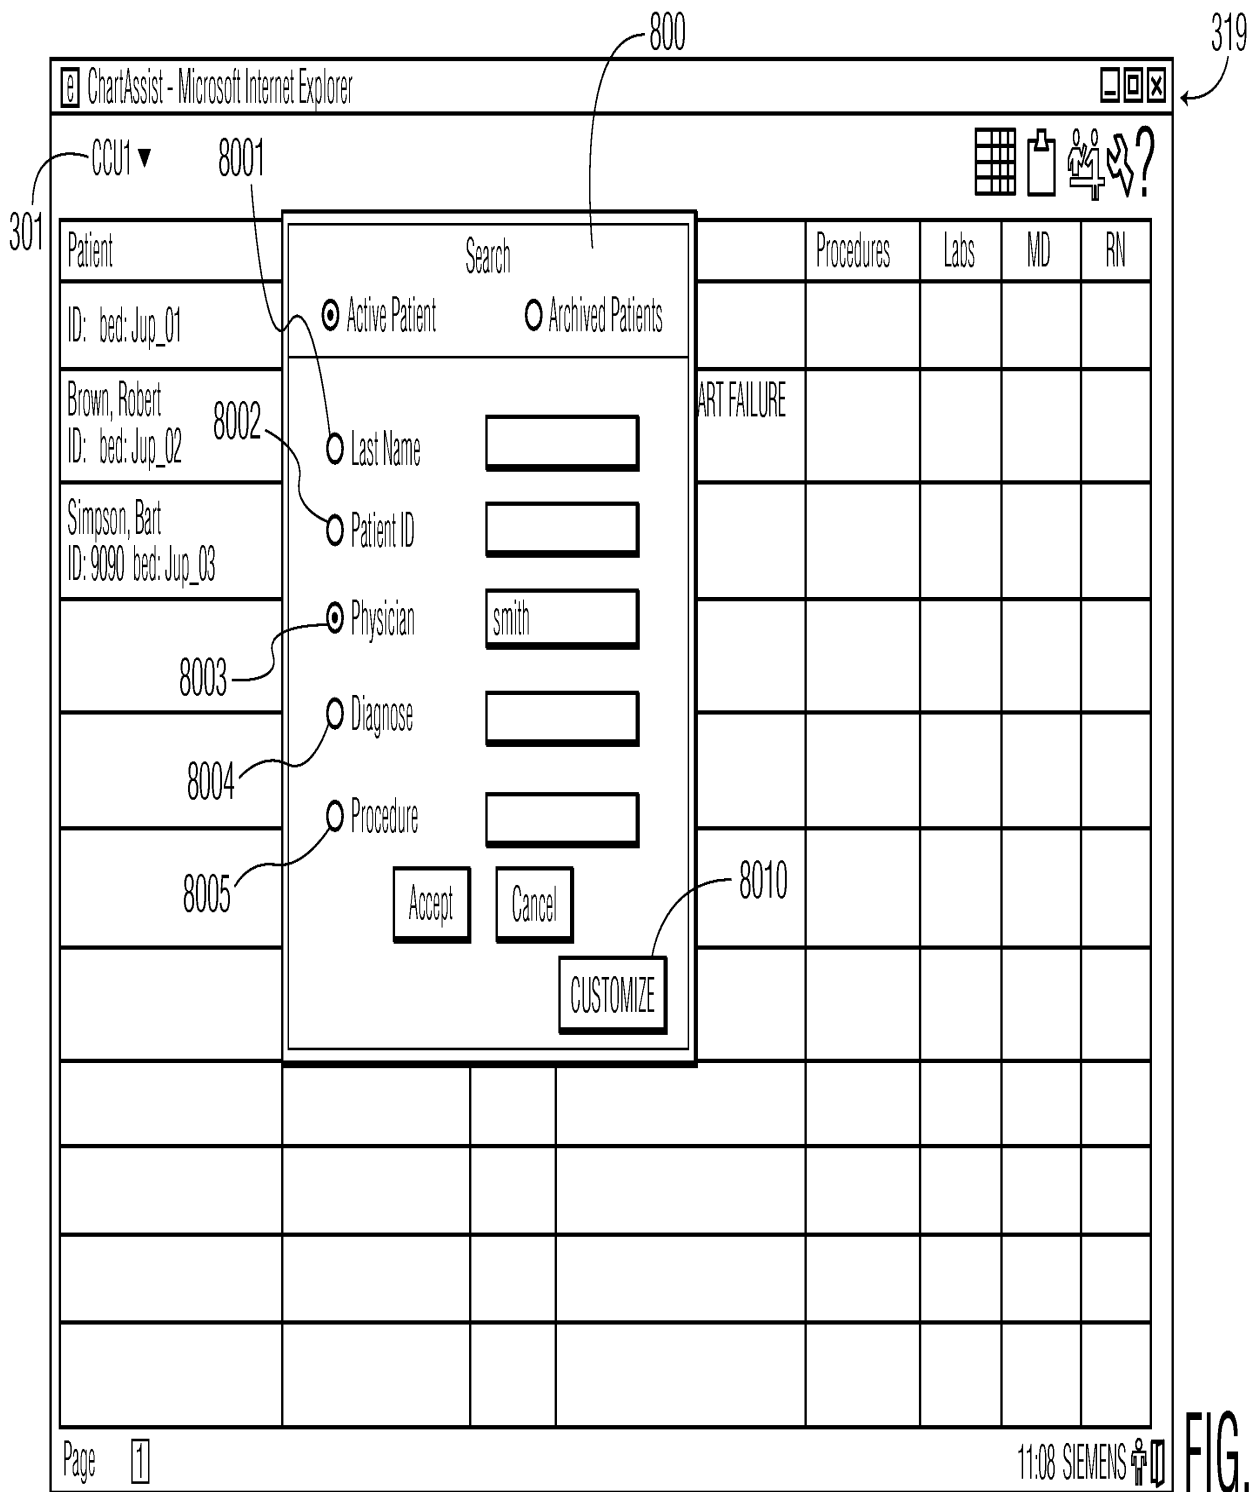 800
319
e ChartAssist - Microsoft Internet Explorer
CCU1 ▼
8001
301
?
Patient
Search
Procedures
Labs
MD
RN
Active Patient
Archived Patients
ID: bed: Jup_01
Brown, Robert
ID: bed: Jup_02
ART FAILURE
8002
Last Name
Simpson, Bart
ID: 9090 bed: Jup_03
Patient ID
Physician
smith
8003
Diagnose
8004
Procedure
8005
Accept
Cancel
8010
CUSTOMIZE
Page 1
11:08 SIEMENS
FIG.